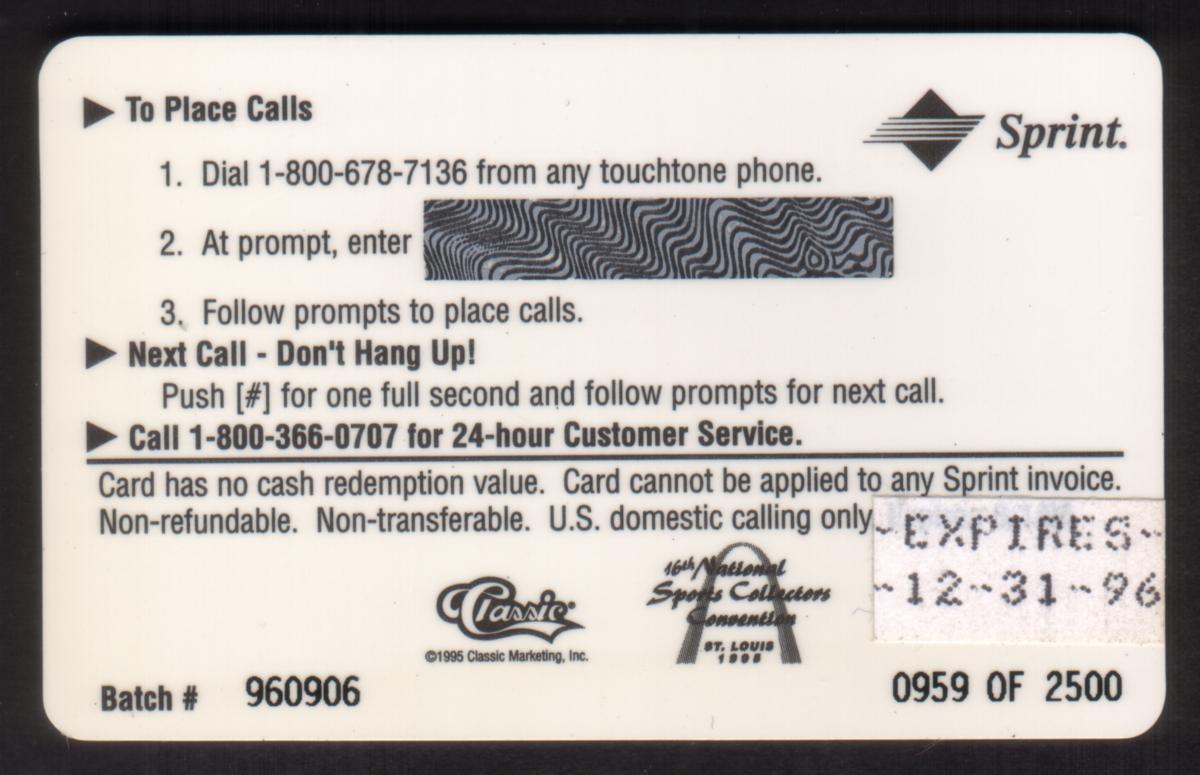 To Place Calls
Sprint.
1. Dial 1-800-678-7136 from any touchtone phone.
2. At prompt, enter
3. Follow prompts to place calls.
Next Call - Don't Hang Up!
Push [#] for one full second and follow prompts for next call.
Call 1-800-366-0707 for 24-hour Customer Service.
Card has no cash redemption value. Card cannot be applied to any Sprint invoice.
Non-refundable. Non-transferable. U.S. domestic calling only
~EXPIRES~
~12~31~96
Classic
©1995 Classic Marketing, Inc.
16th National
Sports Collectors
Convention
ST. LOUIS
1995
Batch # 960906
0959 OF 2500